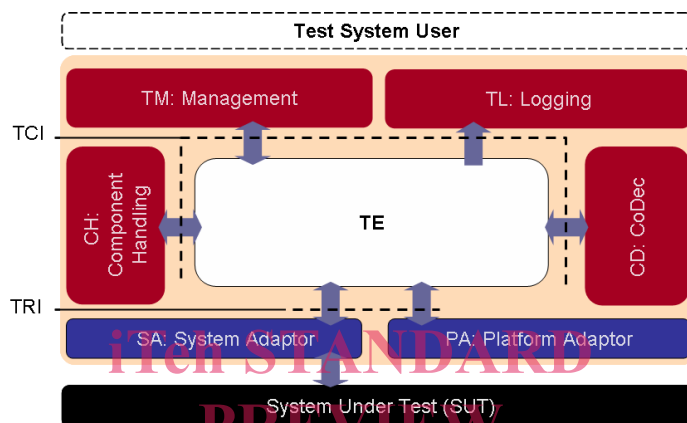 Test System User
TM: Management
TL: Logging
TCI
CH:
Component
Handling
TE
CD: CoDec
TRI
SA: System Adaptor
PA: Platform Adaptor
iTeh STANDARD
System Under Test (SUT)
PREVIEW